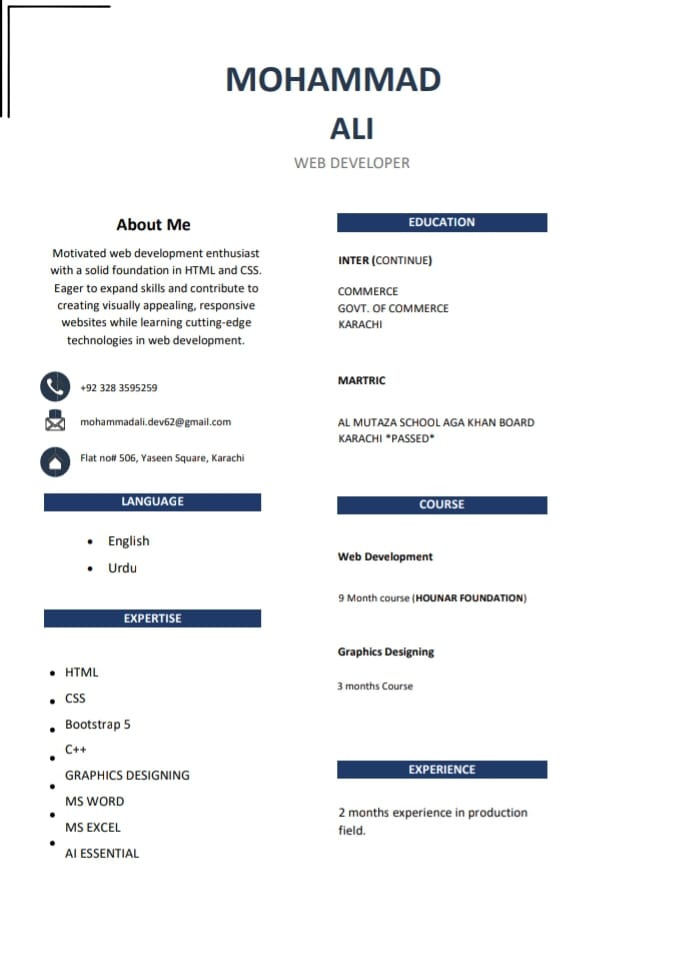 MOHAMMAD
ALI
WEB DEVELOPER
About Me
Motivated web development enthusiast
with a solid foundation in HTML and CSS.
Eager to expand skills and contribute to
creating visually appealing, responsive
websites while learning cutting-edge
technologies in web development.
+92 328 3595259
mohammadali.dev62@gmail.com
Flat no# 506, Yaseen Square, Karachi
LANGUAGE
• English
• Urdu
EXPERTISE
• HTML
• CSS
• Bootstrap 5
• C++
• GRAPHICS DESIGNING
• MS WORD
• MS EXCEL
• AI ESSENTIAL
EDUCATION
INTER (CONTINUE)
COMMERCE
GOVT. OF COMMERCE
KARACHI
MARTRIC
AL MUTAZA SCHOOL AGA KHAN BOARD
KARACHI *PASSED*
COURSE
Web Development
9 Month course (HOUNAR FOUNDATION)
Graphics Designing
3 months Course
EXPERIENCE
2 months experience in production
field.